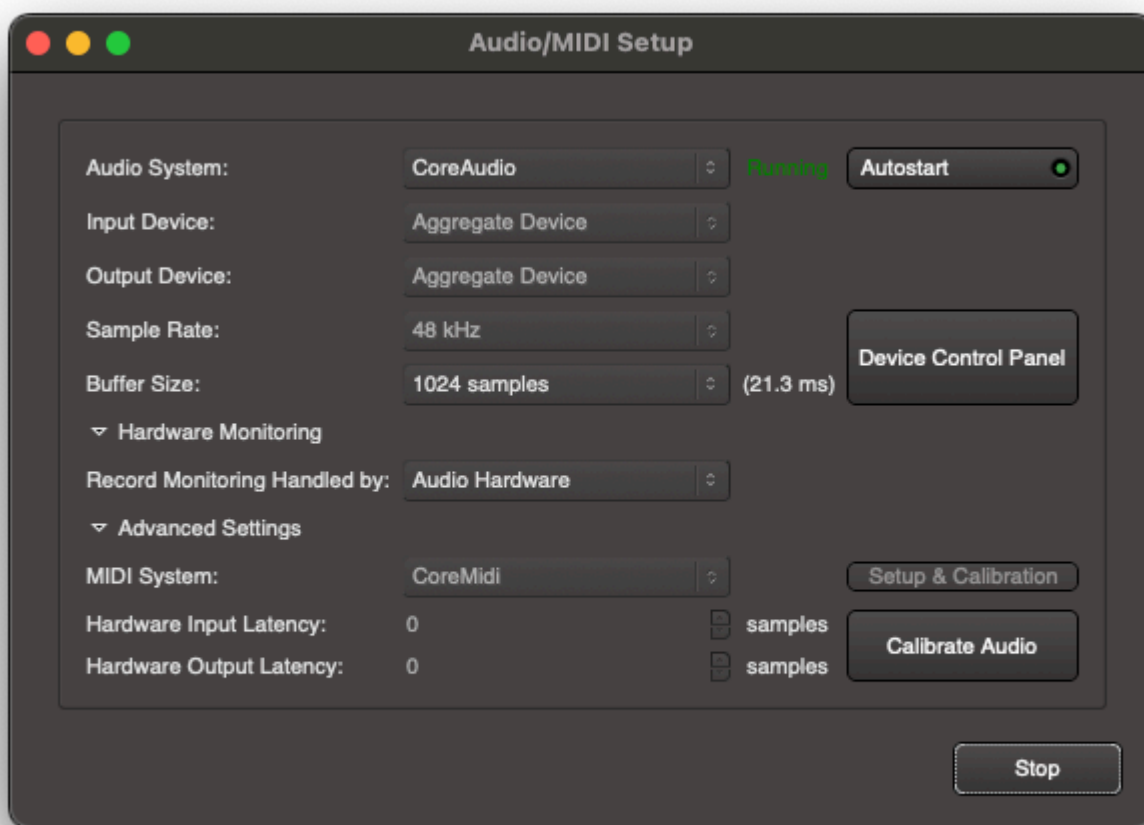 Audio/MIDI Setup
Audio System: CoreAudio Running Autostart
Input Device: Aggregate Device
Output Device: Aggregate Device
Sample Rate: 48 kHz
Device Control Panel
Buffer Size: 1024 samples (21.3 ms)
Hardware Monitoring
Record Monitoring Handled by: Audio Hardware
Advanced Settings
MIDI System: CoreMidi Setup & Calibration
Hardware Input Latency: 0 samples
Calibrate Audio
Hardware Output Latency: 0 samples
Stop